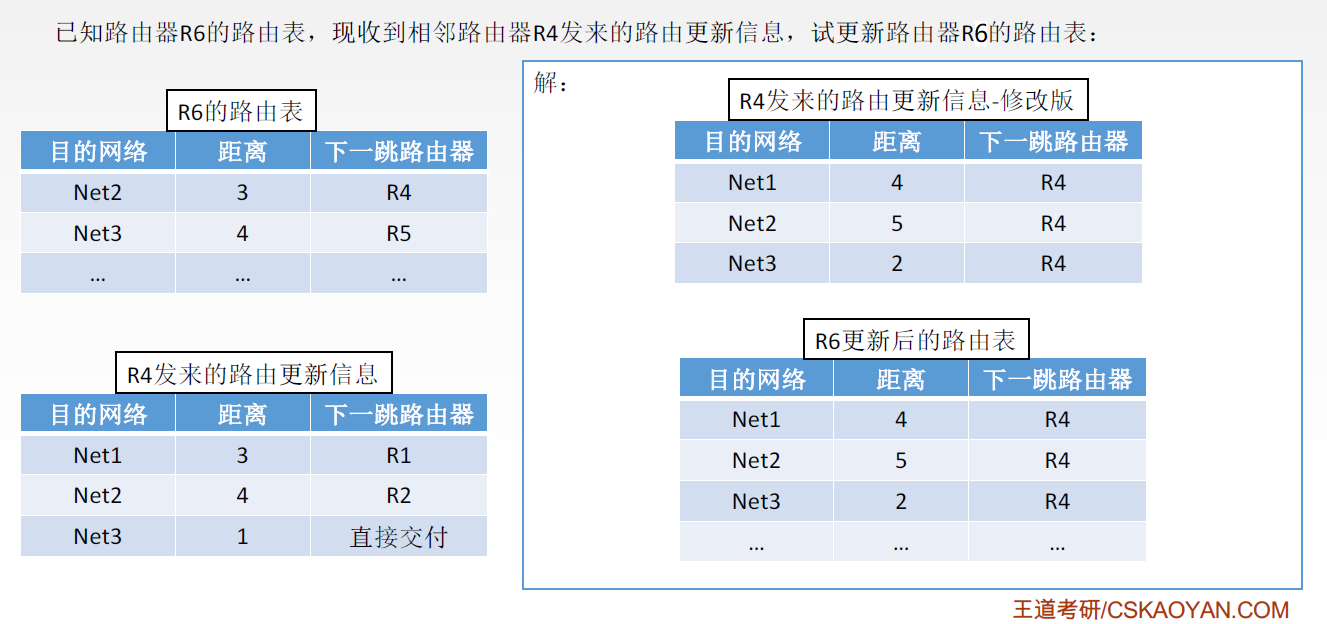 已知路由器R6的路由表，现收到相邻路由器R4发来的路由更新信息，试更新路由器R6的路由表：
R6的路由表
目的网络 距离 下一跳路由器
Net2 3 R4
Net3 4 R5
... ... ...
R4发来的路由更新信息
目的网络 距离 下一跳路由器
Net1 3 R1
Net2 4 R2
Net3 1 直接交付
解：
R4发来的路由更新信息-修改版
目的网络 距离 下一跳路由器
Net1 4 R4
Net2 5 R4
Net3 2 R4
R6更新后的路由表
目的网络 距离 下一跳路由器
Net1 4 R4
Net2 5 R4
Net3 2 R4
... ... ...
王道考研/CSKAOYAN.COM